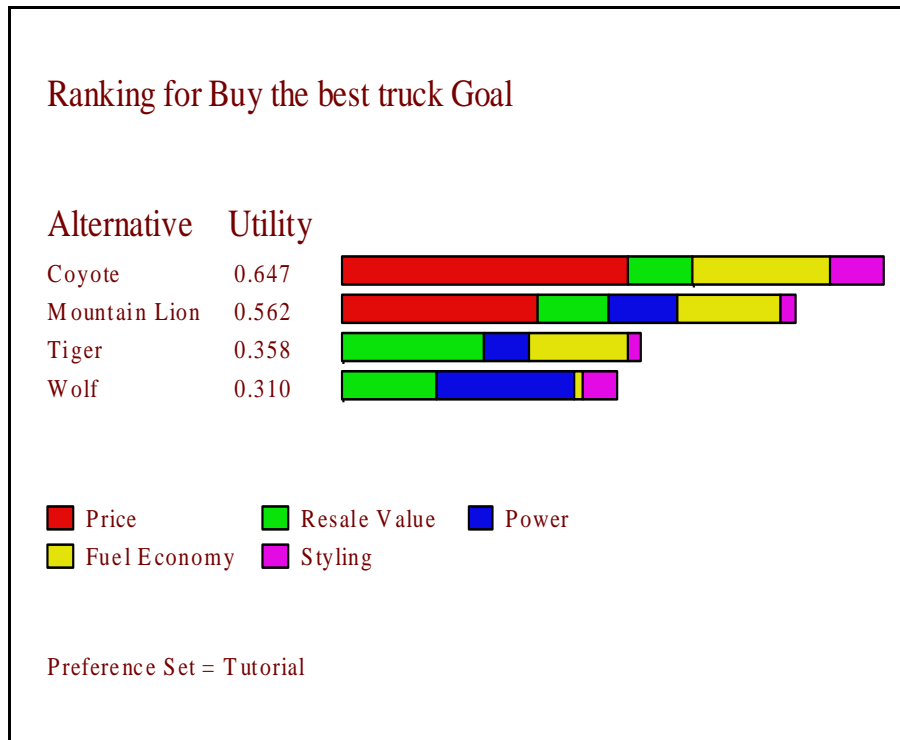 Ranking for Buy the best truck Goal
Alternative Utility
Coyote 0.647
Mountain Lion 0.562
Tiger 0.358
Wolf 0.310
Price Resale Value Power
Fuel Economy Styling
Preference Set = Tutorial